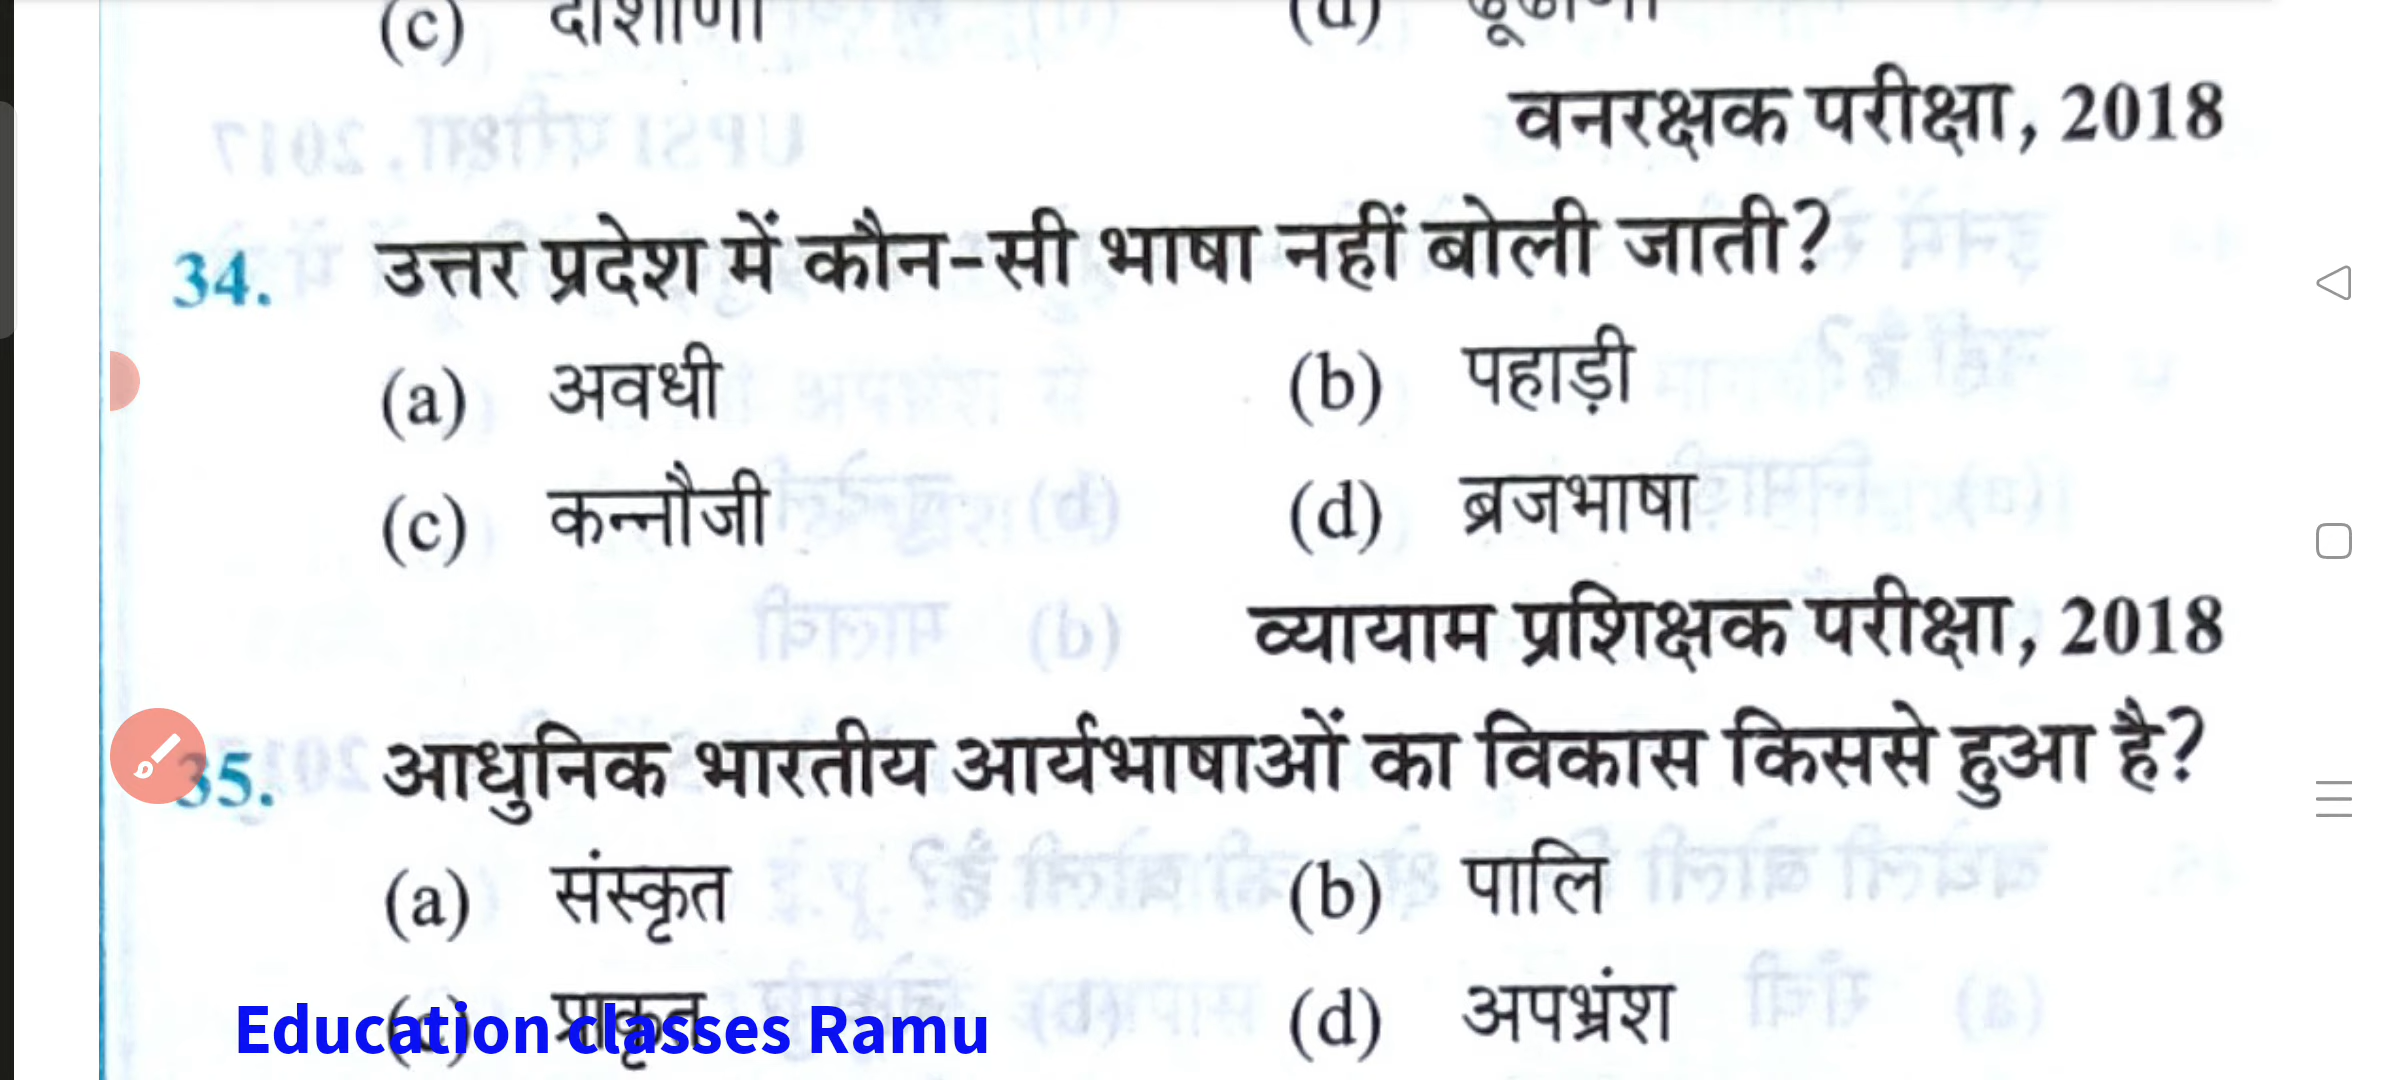 (c) दाशाणी (d)
वनरक्षक परीक्षा, 2018
34. उत्तर प्रदेश में कौन-सी भाषा नहीं बोली जाती?
(a) अवधी (b) पहाड़ी
(c) कन्नौजी (d) ब्रजभाषा
व्यायाम प्रशिक्षक परीक्षा, 2018
35. आधुनिक भारतीय आर्यभाषाओं का विकास किससे हुआ है?
(a) संस्कृत (b) पालि
(c) प्राकृत (d) अपभ्रंश
Education classes Ramu